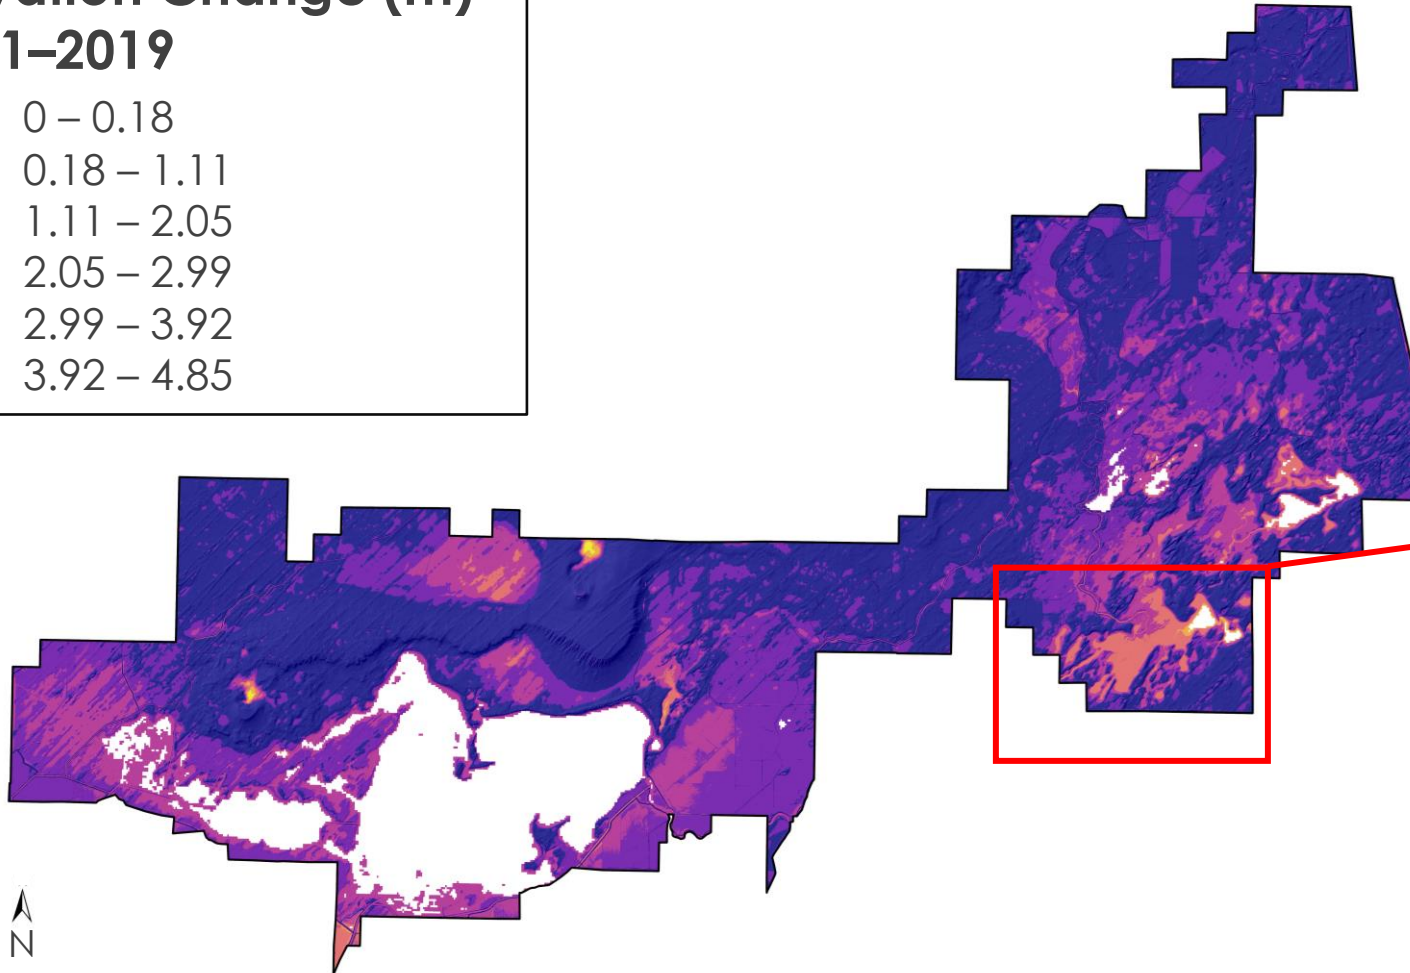 1–2019
0 – 0.18
0.18 – 1.11
1.11 – 2.05
2.05 – 2.99
2.99 – 3.92
3.92 – 4.85
N